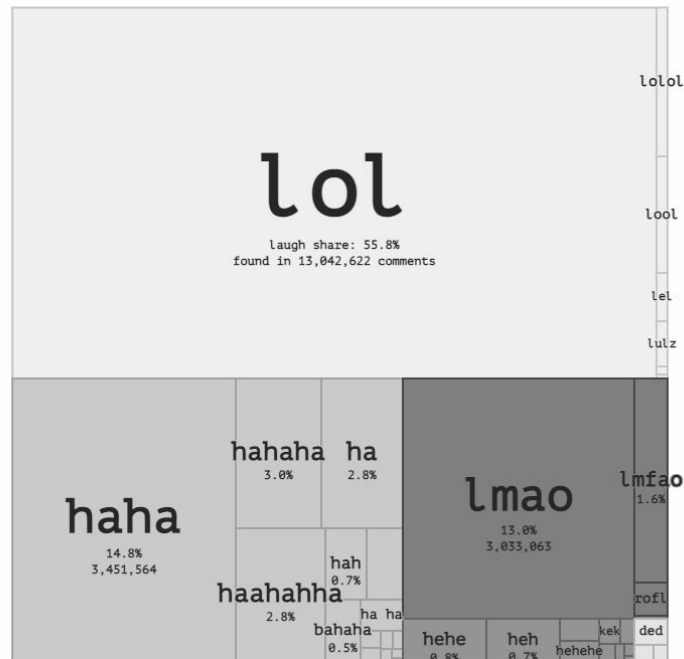 lolol
lol
lool
laugh share: 55.8%
found in 13,042,622 comments
lel
lulz
hahaha
3.0%
ha
2.8%
lmao
13.0%
3,033,063
lmfao
1.6%
haha
14.8%
3,451,564
hah
0.7%
haahahha
2.8%
rofl
ha ha
bahaha
0.5%
hehe
0.8%
heh
0.7%
kek
ded
hehehe